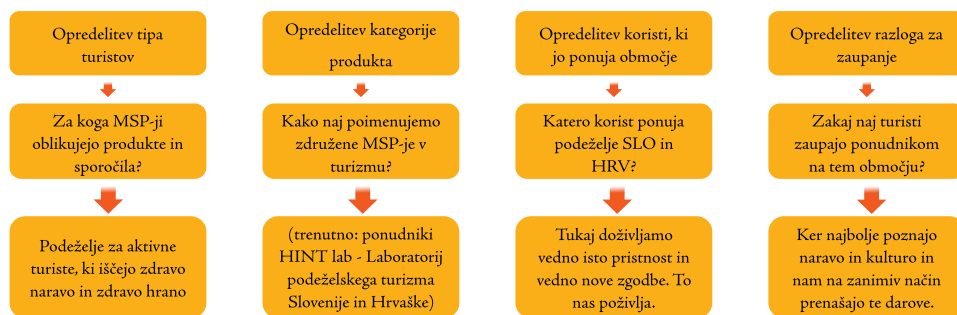 Opredelitev tipa
turistov
Opredelitev kategorije
produkta
Opredelitev koristi, ki
jo ponuja območje
Opredelitev razloga za
zaupanje
Za koga MSP-ji
oblikujejo produkte in
sporočila?
Kako naj poimenujemo
združene MSP-je v
turizmu?
Katero korist ponuja
podeželje SLO in
HRV?
Zakaj naj turisti
zaupajo ponudnikom
na tem območju?
Podeželje za aktivne
turiste, ki iščejo zdravo
naravo in zdravo hrano
(trenutno: ponudniki
HINT lab - Laboratorij
podeželskega turizma
Slovenije in Hrvaške)
Tukaj doživljamo
vedno isto pristnost in
vedno nove zgodbe. To
nas poživlja.
Ker najbolje poznajo
naravo in kulturo in
nam na zanimiv način
prenašajo te darove.